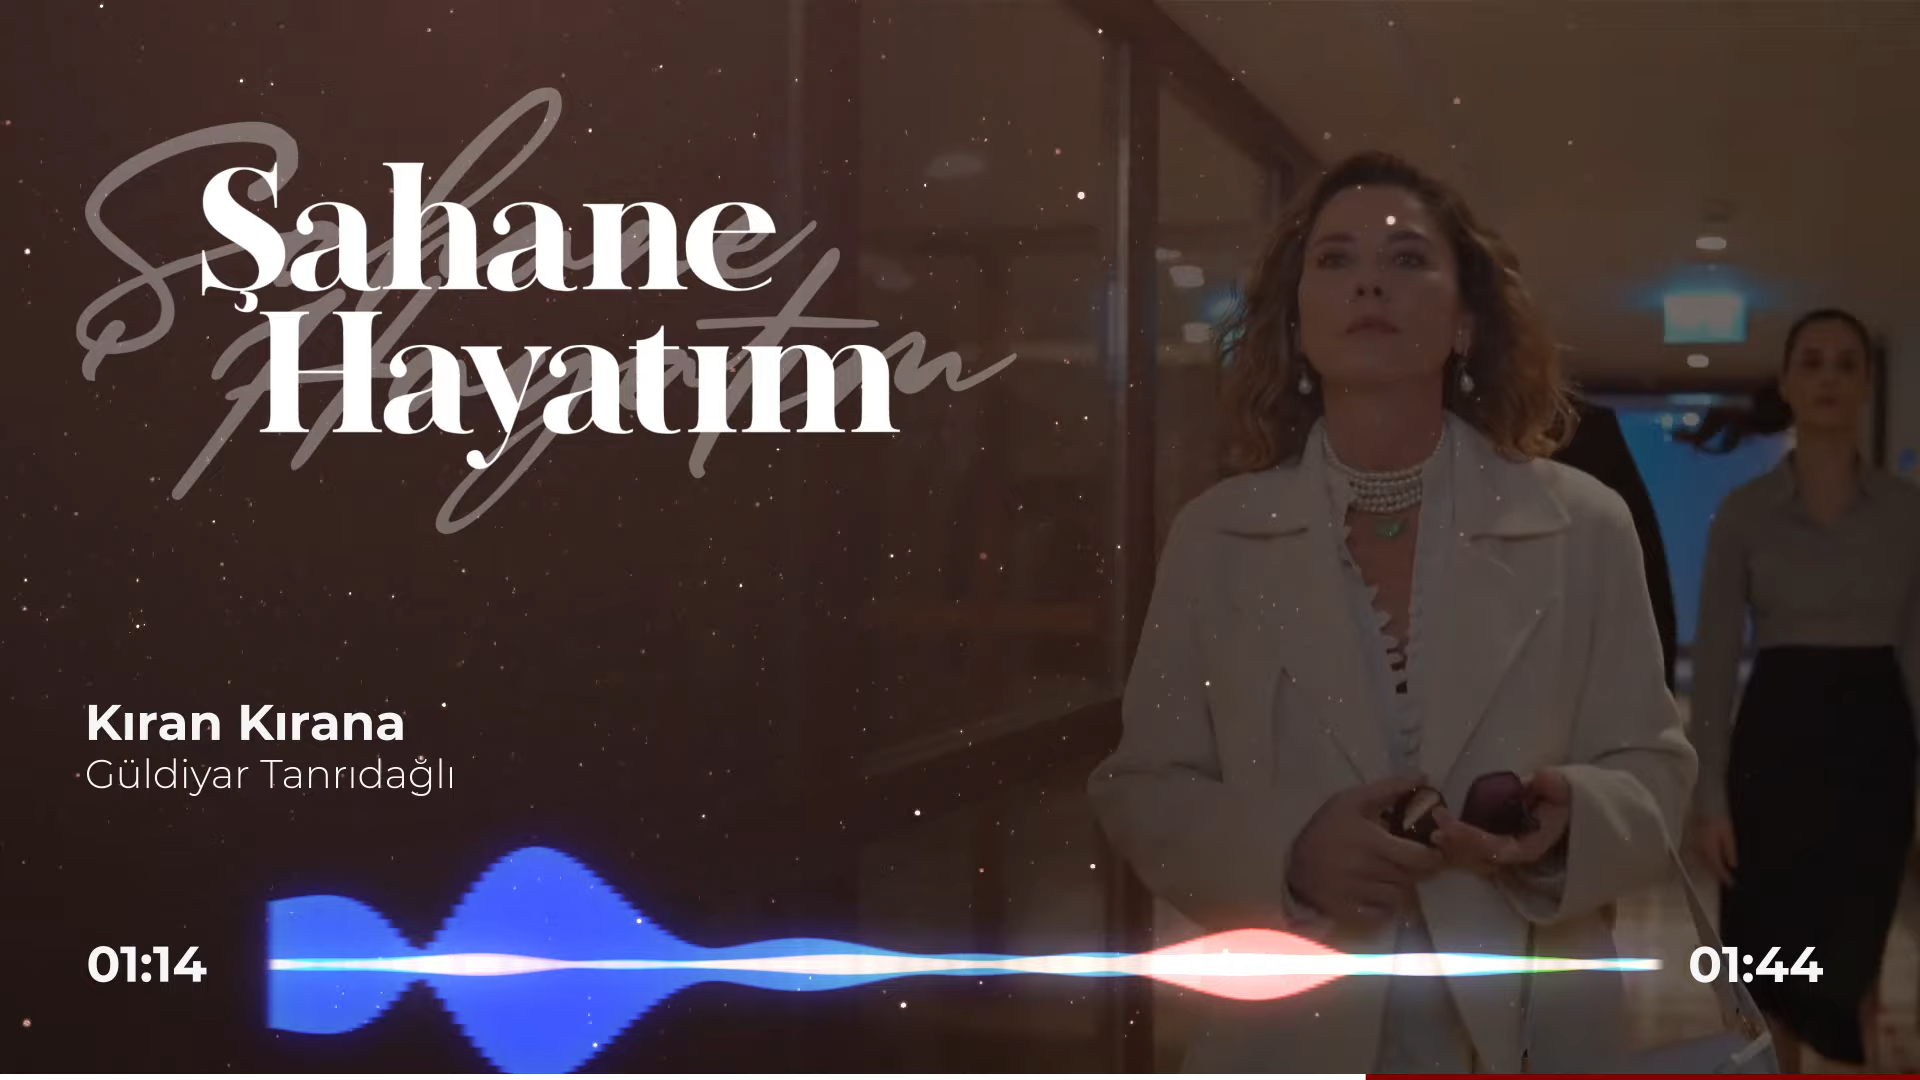 Şahane
Hayatım
Kıran Kırana
Güldiyar Tanrıdağlı
01:14
01:44